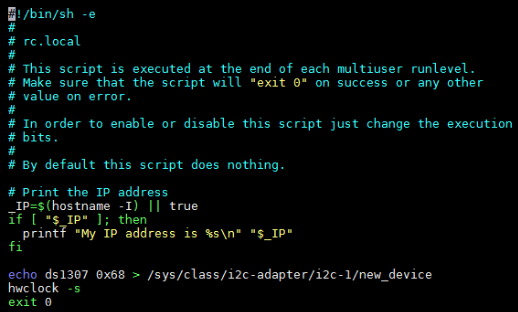 #!/bin/sh -e
#
# rc.local
#
# This script is executed at the end of each multiuser runlevel.
# Make sure that the script will "exit 0" on success or any other
# value on error.
#
# In order to enable or disable this script just change the execution
# bits.
#
# By default this script does nothing.

# Print the IP address
_IP=$(hostname -I) || true
if [ "$_IP" ]; then
  printf "My IP address is %s\n" "$_IP"
fi

echo ds1307 0x68 > /sys/class/i2c-adapter/i2c-1/new_device
hwclock -s
exit 0